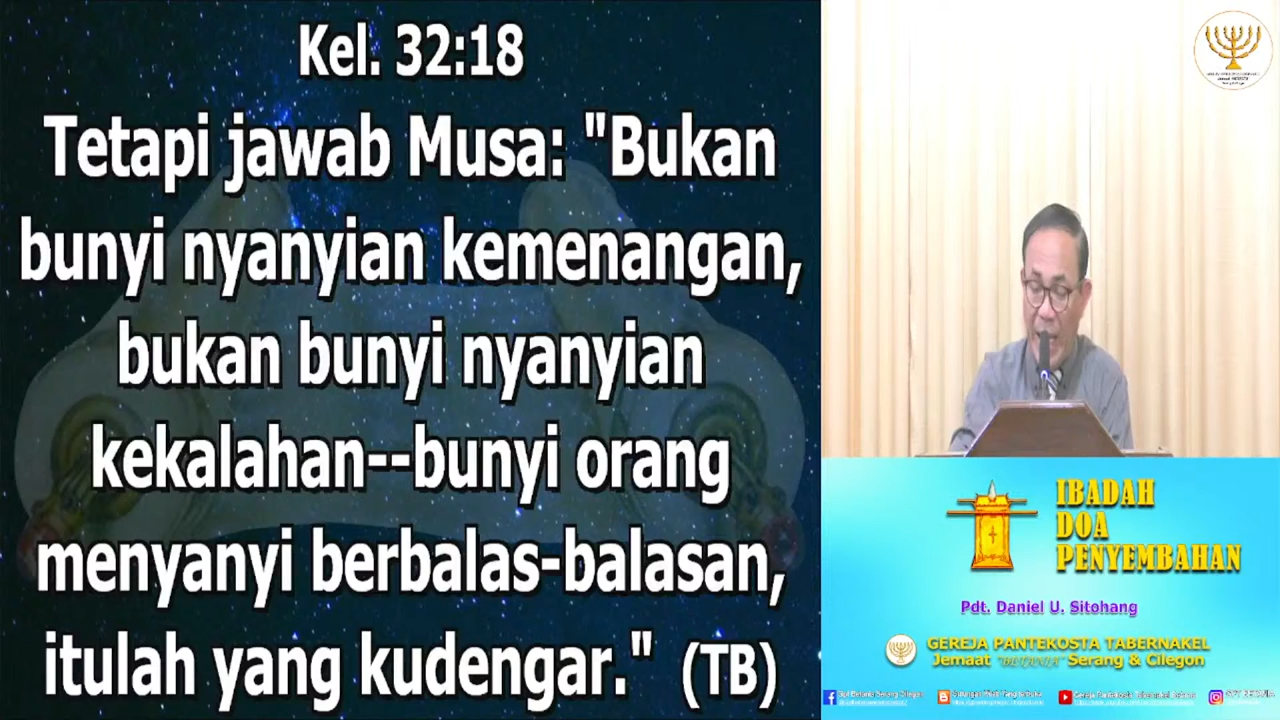 Kel. 32:18
Tetapi jawab Musa: "Bukan
bunyi nyanyian kemenangan,
bukan bunyi nyanyian
kekalahan--bunyi orang
menyanyi berbalas-balasan,
itulah yang kudengar." (TB)
IBADAH
DOA
PENYEMBAHAN
Pdt. Daniel U. Sitohang
GEREJA PANTEKOSTA TABERNAKEL
Jemaat "BETANIA" Serang & Cilegon